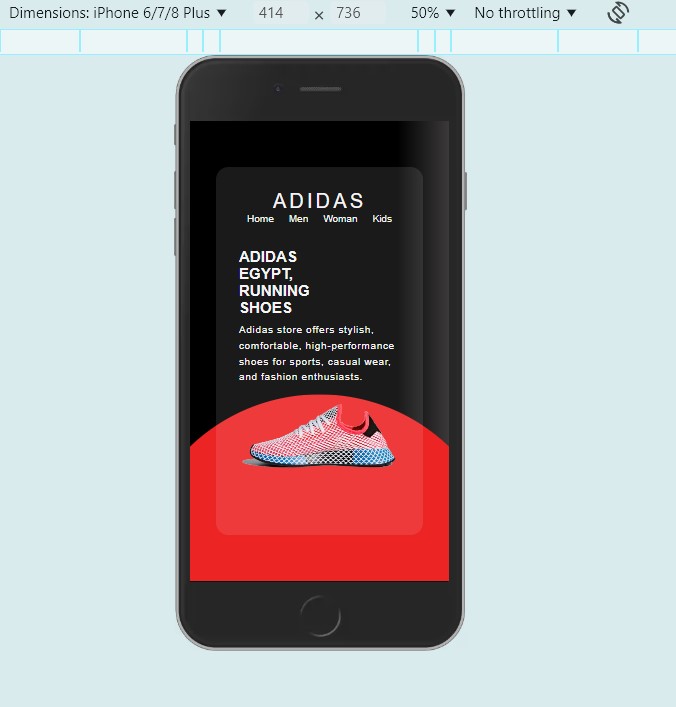 Dimensions: iPhone 6/7/8 Plus ▼ 414 × 736 50% ▼ No throttling ▼
ADIDAS
Home Men Woman Kids
ADIDAS
EGYPT,
RUNNING
SHOES
Adidas store offers stylish,
comfortable, high-performance
shoes for sports, casual wear,
and fashion enthusiasts.